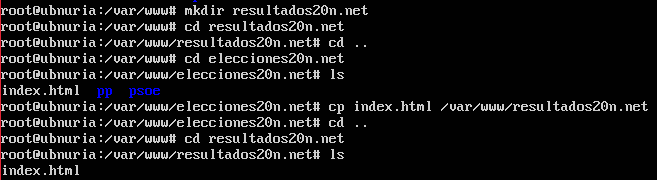 root@ubnuria:/var/www# mkdir resultados20n.net
root@ubnuria:/var/www# cd resultados20n.net
root@ubnuria:/var/www/resultados20n.net# cd ..
root@ubnuria:/var/www# cd elecciones20n.net
root@ubnuria:/var/www/elecciones20n.net# ls
index.html  pp  psoe
root@ubnuria:/var/www/elecciones20n.net# cp index.html /var/www/resultados20n.net
root@ubnuria:/var/www/elecciones20n.net# cd ..
root@ubnuria:/var/www# cd resultados20n.net
root@ubnuria:/var/www/resultados20n.net# ls
index.html